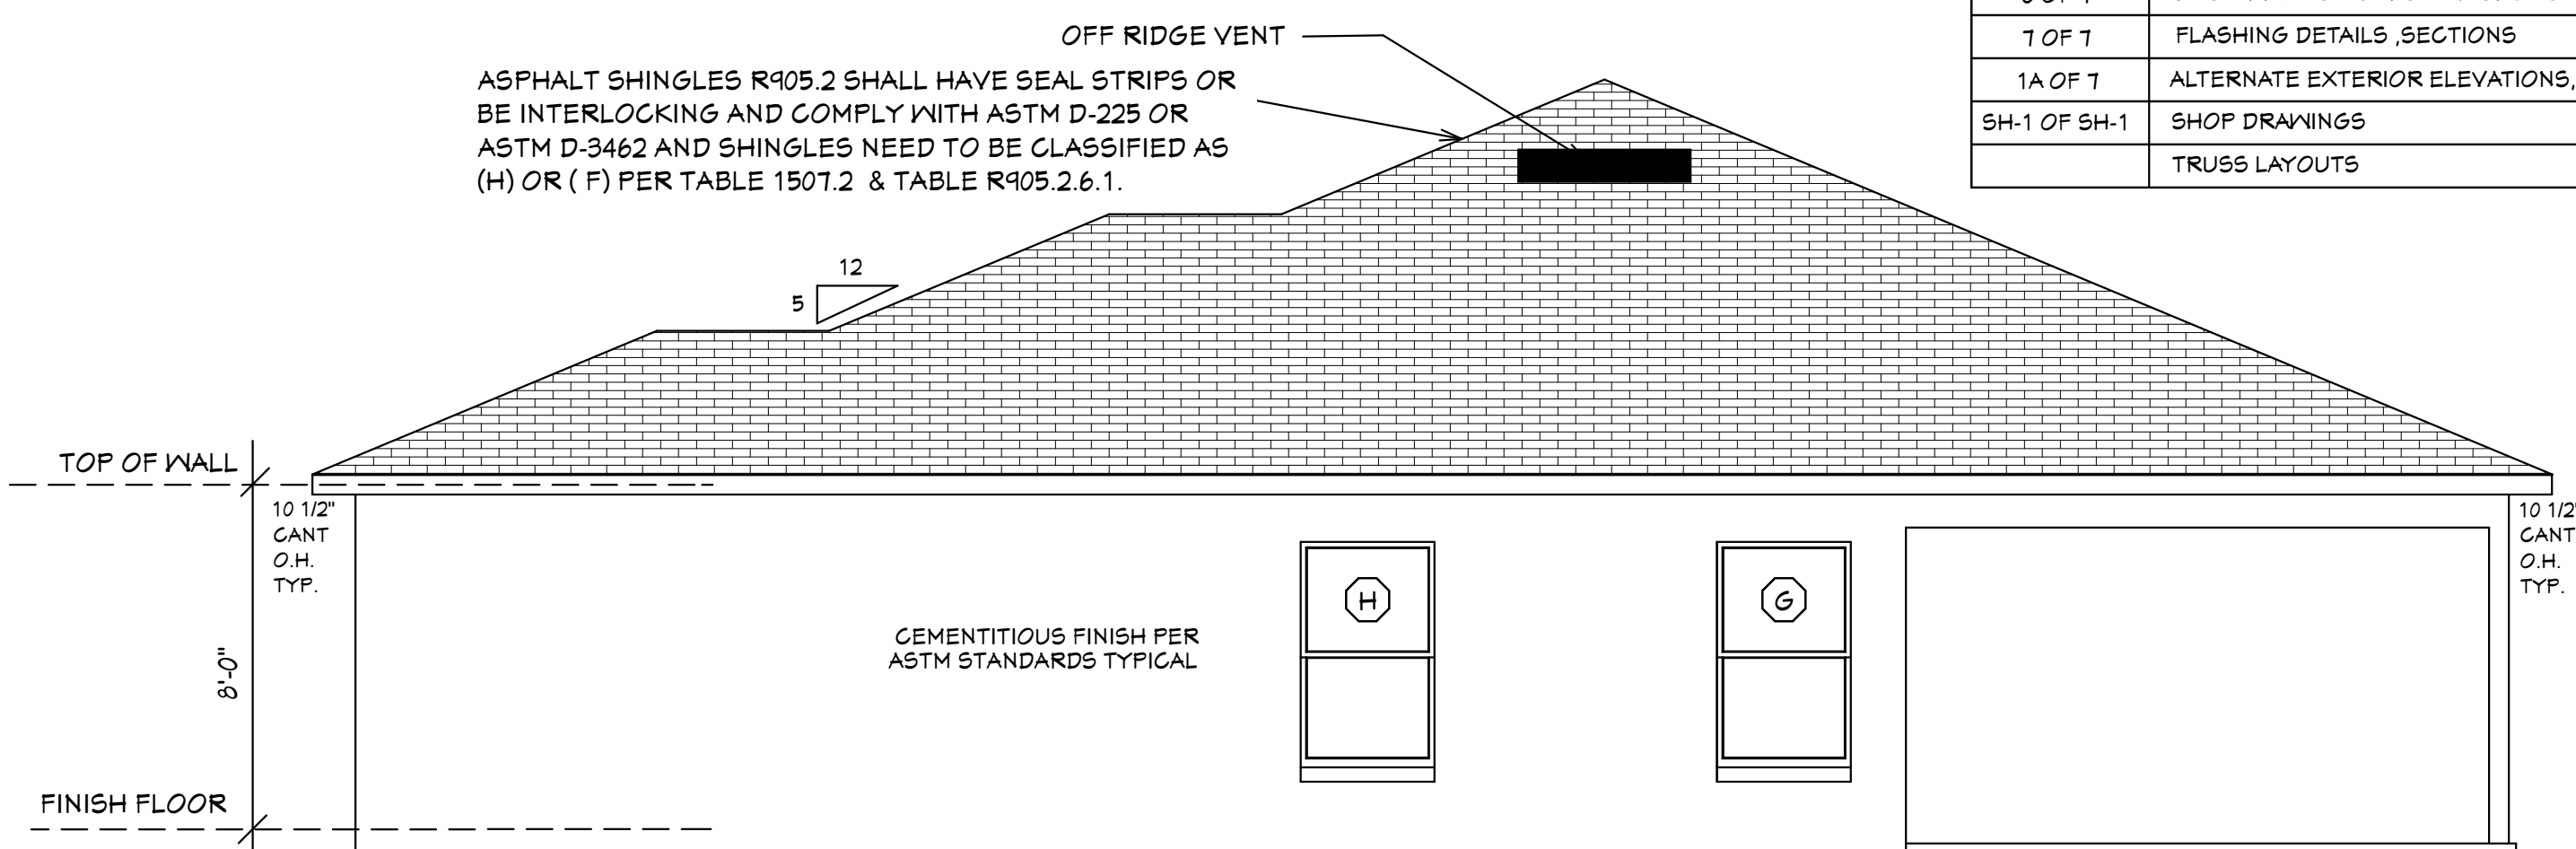 OFF RIDGE VENT
ASPHALT SHINGLES R905.2 SHALL HAVE SEAL STRIPS OR
BE INTERLOCKING AND COMPLY WITH ASTM D-225 OR
ASTM D-3462 AND SHINGLES NEED TO BE CLASSIFIED AS
(H) OR ( F) PER TABLE 1507.2 & TABLE R905.2.6.1.
7 OF 7 FLASHING DETAILS ,SECTIONS
1A OF 7 ALTERNATE EXTERIOR ELEVATIONS,
SH-1 OF SH-1 SHOP DRAWINGS
TRUSS LAYOUTS
12
5
TOP OF WALL
10 1/2"
CANT
O.H.
TYP.
10 1/2"
CANT
O.H.
TYP.
H
G
CEMENTITIOUS FINISH PER
ASTM STANDARDS TYPICAL
8'-0"
FINISH FLOOR